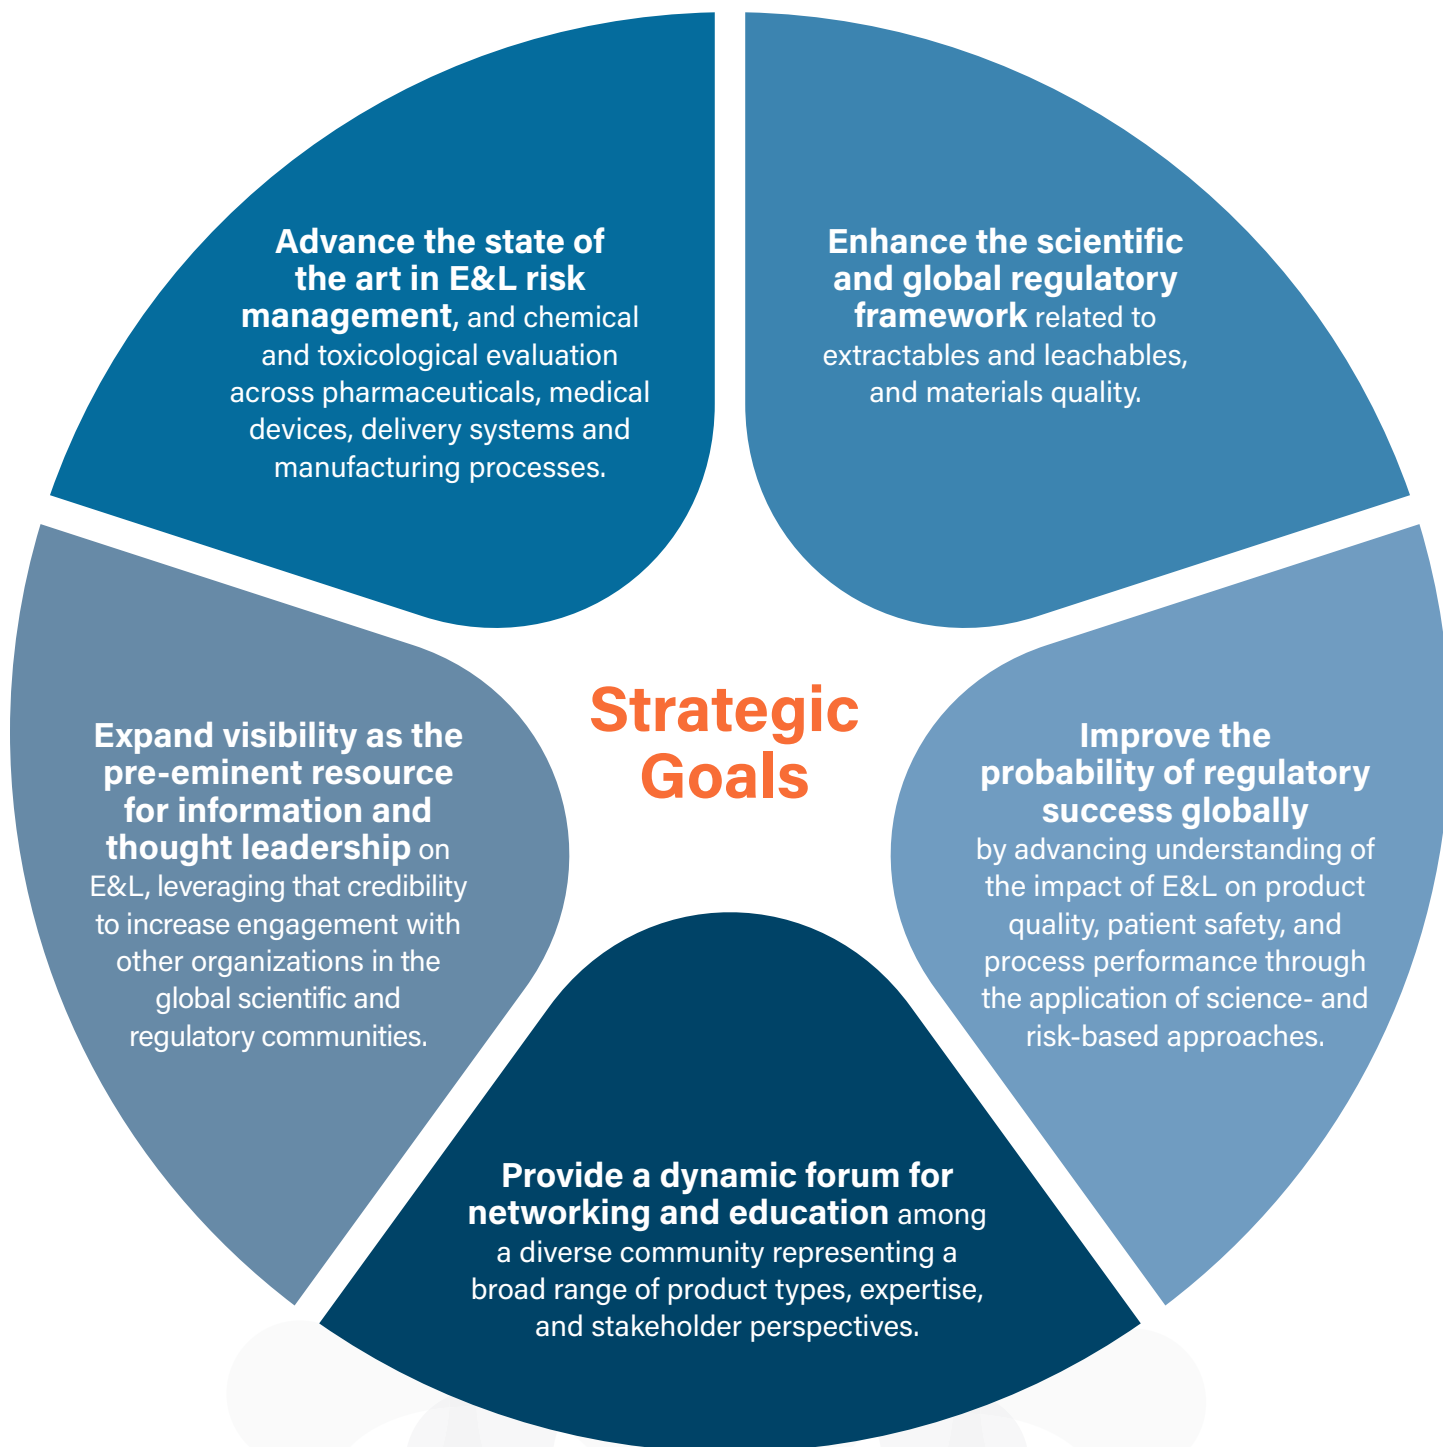 Advance the state of
the art in E&L risk
management, and chemical
and toxicological evaluation
across pharmaceuticals, medical
devices, delivery systems and
manufacturing processes.
Enhance the scientific
and global regulatory
framework related to
extractables and leachables,
and materials quality.
Strategic
Goals
Expand visibility as the
pre-eminent resource
for information and
thought leadership on
E&L, leveraging that credibility
to increase engagement with
other organizations in the
global scientific and
regulatory communities.
Improve the
probability of regulatory
success globally
by advancing understanding of
the impact of E&L on product
quality, patient safety, and
process performance through
the application of science- and
risk-based approaches.
Provide a dynamic forum for
networking and education among
a diverse community representing a
broad range of product types, expertise,
and stakeholder perspectives.